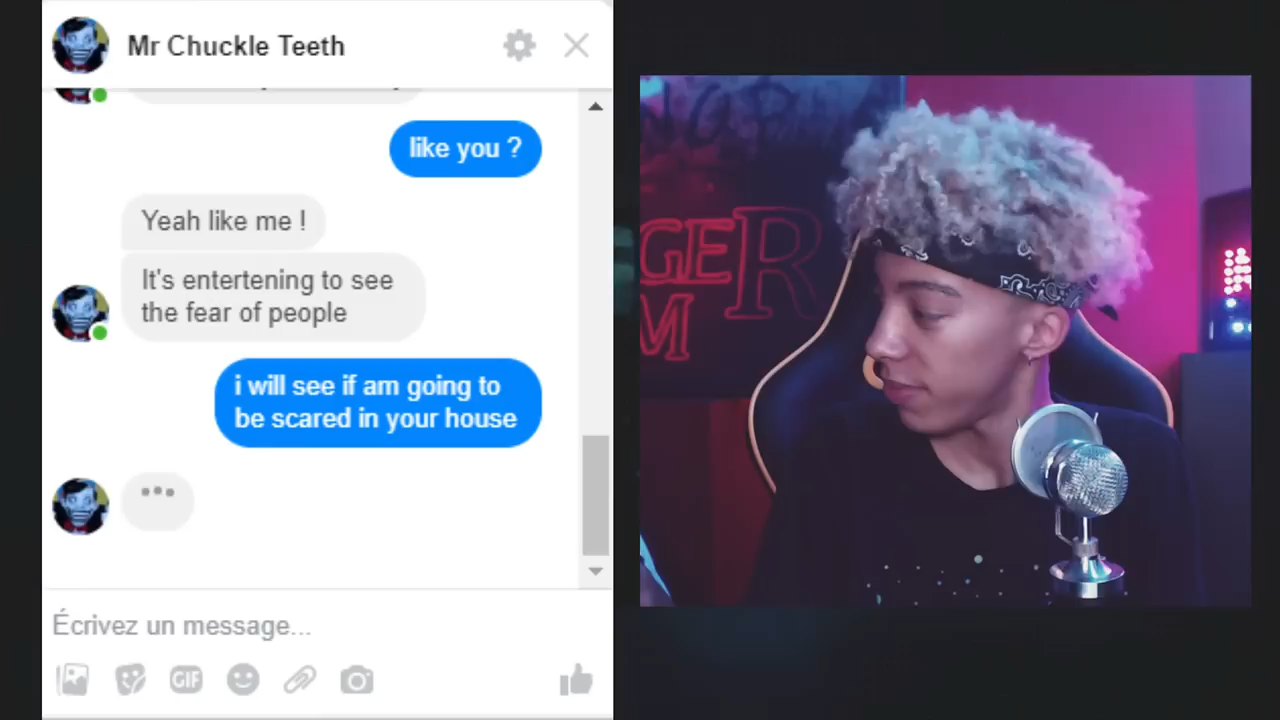 Mr Chuckle Teeth
like you ?
Yeah like me !
It's entertening to see
the fear of people
i will see if am going to
be scared in your house
Écrivez un message...
GIF
GER
M